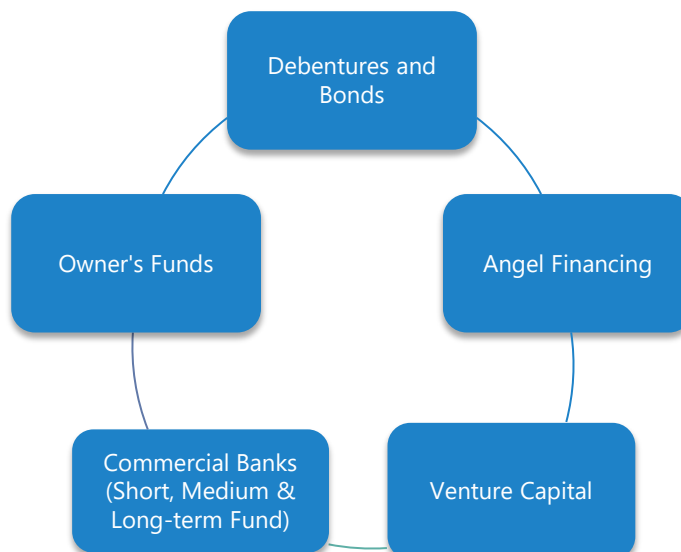 Debentures and
Bonds
Owner's Funds
Angel Financing
Commercial Banks
(Short, Medium &
Long-term Fund)
Venture Capital